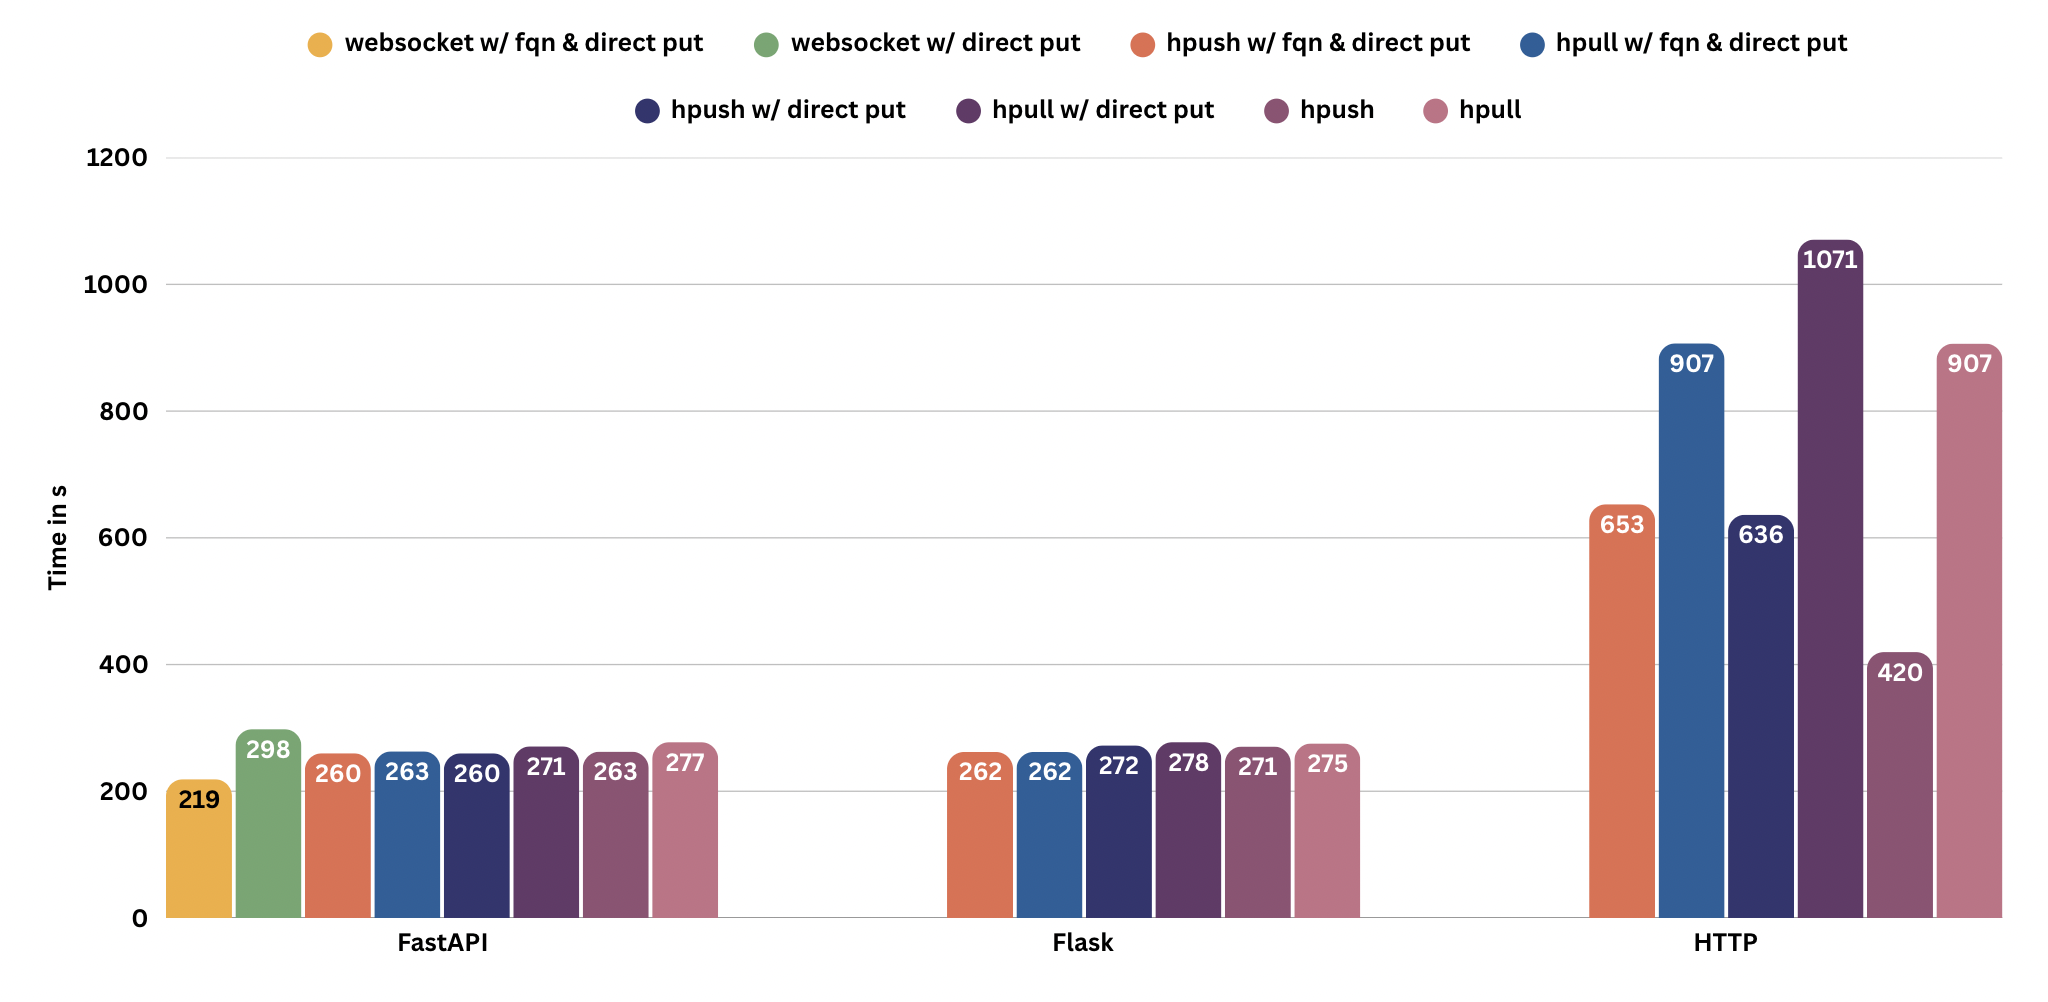 websocket w/ fqn & direct put websocket w/ direct put hpush w/ fqn & direct put hpull w/ fqn & direct put
hpush w/ direct put hpull w/ direct put hpush hpull
1200
1000
800
600
400
200
0
Time in s
219 298 260 263 260 271 263 277
262 262 272 278 271 275
653 907 636 1071 420 907
FastAPI Flask HTTP